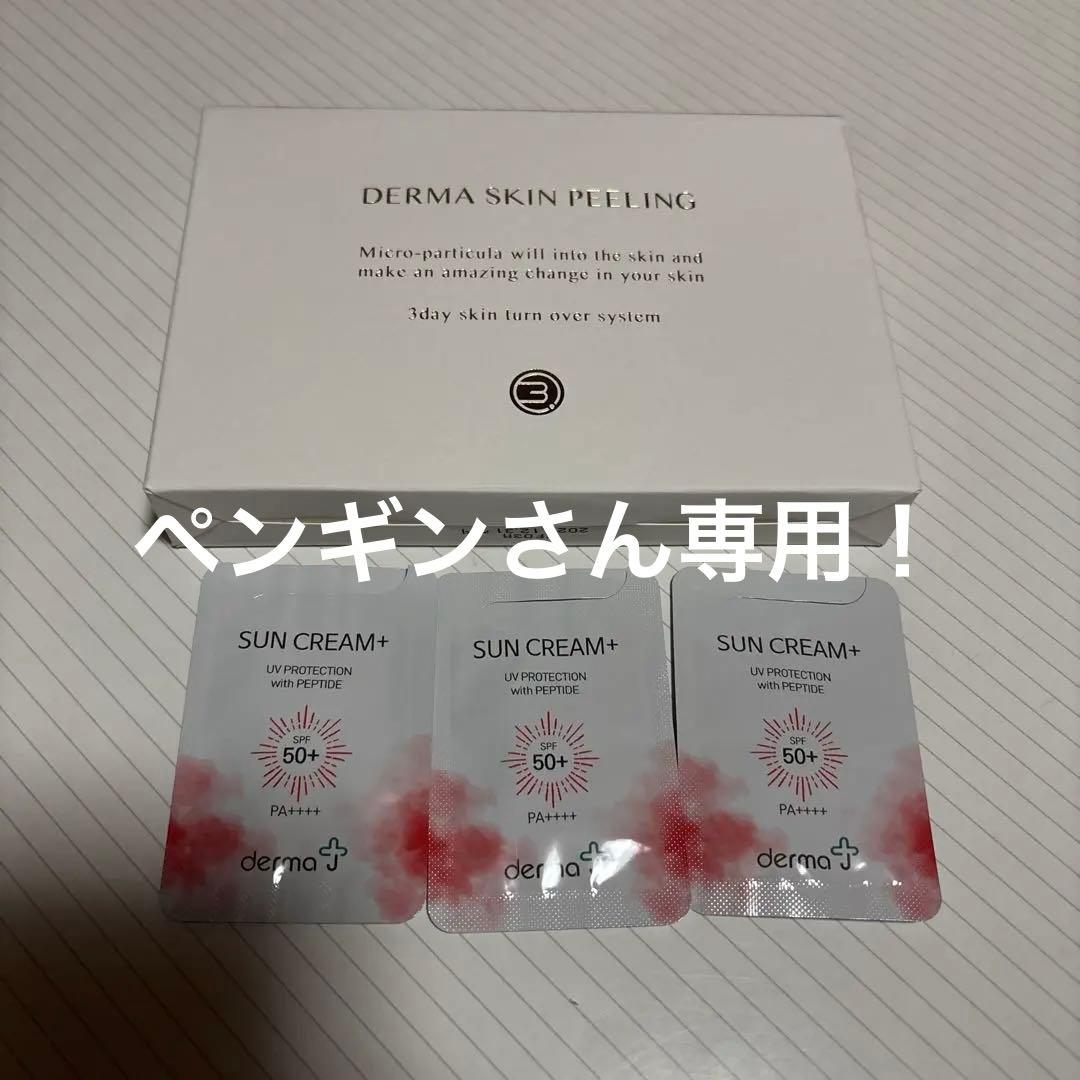 DERMA SKIN PEELING
Micro-particula will into the skin and
make an amazing change in your skin
3day skin turn over system
ペンギンさん専用！
SUN CREAM+
UV PROTECTION
with PEPTIDE
SPF
50+
PA++++
derma
SUN CREAM+
UV PROTECTION
with PEPTIDE
SPF
50+
PA++++
derma
SUN CREAM+
UV PROTECTION
with PEPTIDE
SPF
50+
PA++++
derma